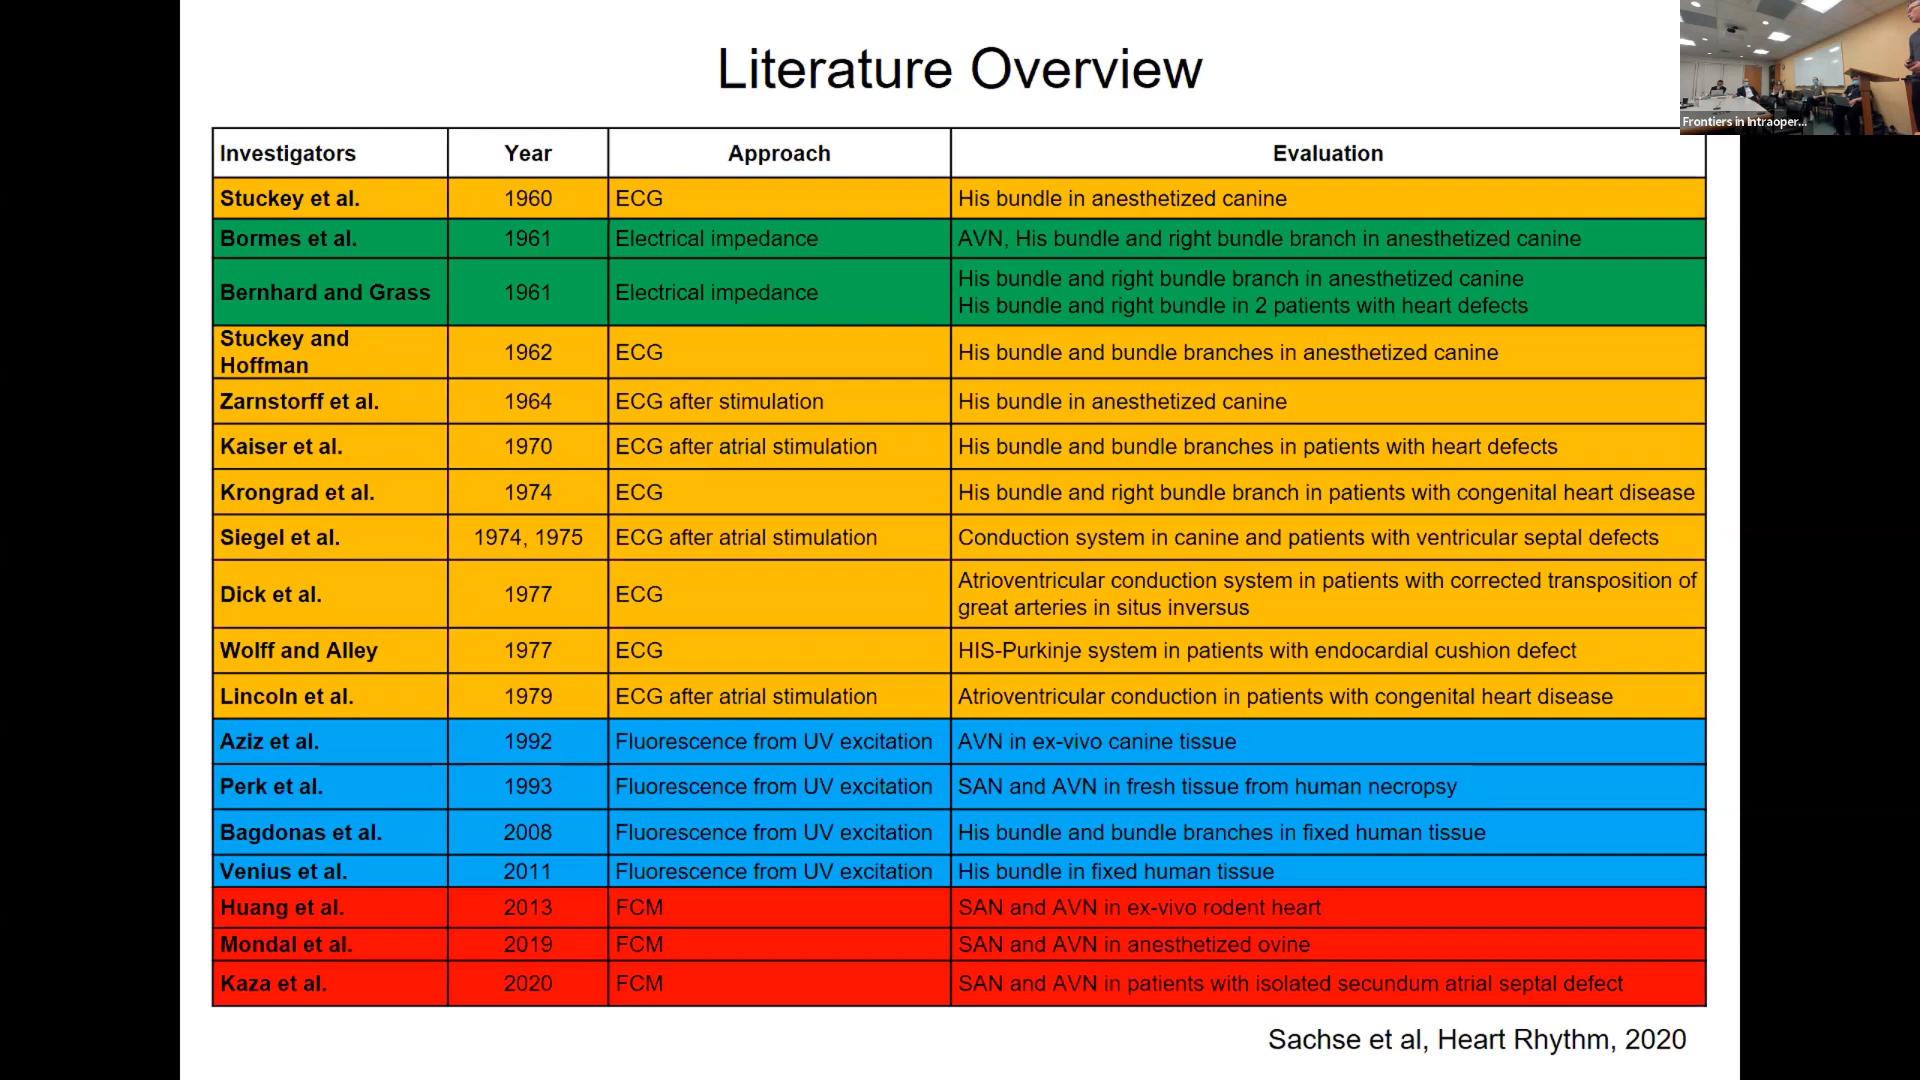 Literature Overview
Frontiers in Intraoper...
Investigators Year Approach Evaluation
Stuckey et al. 1960 ECG His bundle in anesthetized canine
Bormes et al. 1961 Electrical impedance AVN, His bundle and right bundle branch in anesthetized canine
Bernhard and Grass 1961 Electrical impedance His bundle and right bundle branch in anesthetized canine
His bundle and right bundle in 2 patients with heart defects
Stuckey and
Hoffman 1962 ECG His bundle and bundle branches in anesthetized canine
Zarnstorff et al. 1964 ECG after stimulation His bundle in anesthetized canine
Kaiser et al. 1970 ECG after atrial stimulation His bundle and bundle branches in patients with heart defects
Krongrad et al. 1974 ECG His bundle and right bundle branch in patients with congenital heart disease
Siegel et al. 1974, 1975 ECG after atrial stimulation Conduction system in canine and patients with ventricular septal defects
Dick et al. 1977 ECG Atrioventricular conduction system in patients with corrected transposition of
great arteries in situs inversus
Wolff and Alley 1977 ECG HIS-Purkinje system in patients with endocardial cushion defect
Lincoln et al. 1979 ECG after atrial stimulation Atrioventricular conduction in patients with congenital heart disease
Aziz et al. 1992 Fluorescence from UV excitation AVN in ex-vivo canine tissue
Perk et al. 1993 Fluorescence from UV excitation SAN and AVN in fresh tissue from human necropsy
Bagdonas et al. 2008 Fluorescence from UV excitation His bundle and bundle branches in fixed human tissue
Venius et al. 2011 Fluorescence from UV excitation His bundle in fixed human tissue
Huang et al. 2013 FCM SAN and AVN in ex-vivo rodent heart
Mondal et al. 2019 FCM SAN and AVN in anesthetized ovine
Kaza et al. 2020 FCM SAN and AVN in patients with isolated secundum atrial septal defect
Sachse et al, Heart Rhythm, 2020